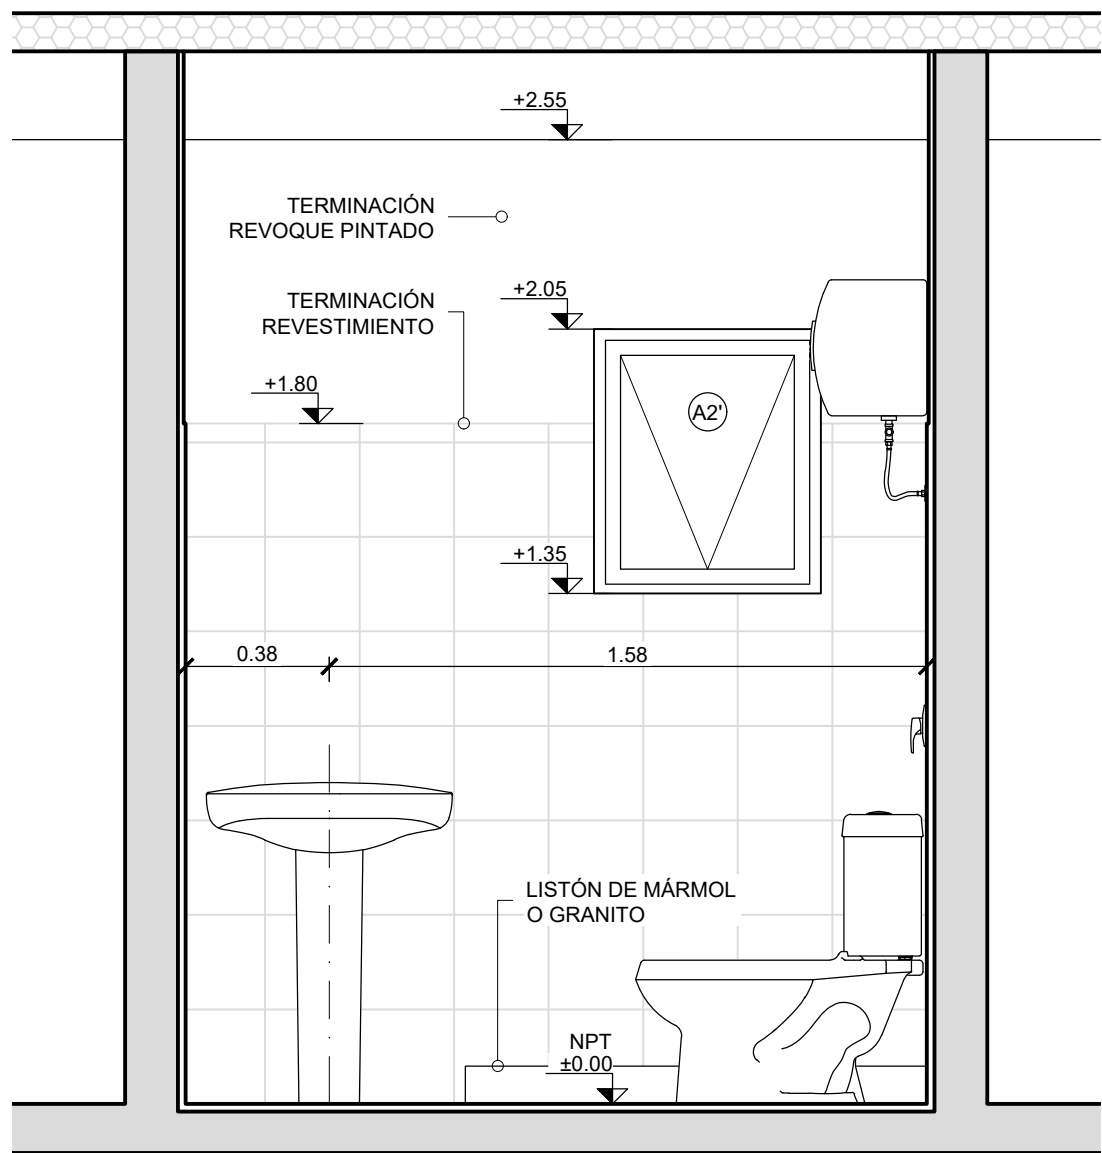 +2.55
TERMINACIÓN
REVOQUE PINTADO
+2.05
TERMINACIÓN
REVESTIMIENTO
+1.80
A2'
+1.35
0.38
1.58
LISTÓN DE MÁRMOL
O GRANITO
NPT
±0.00